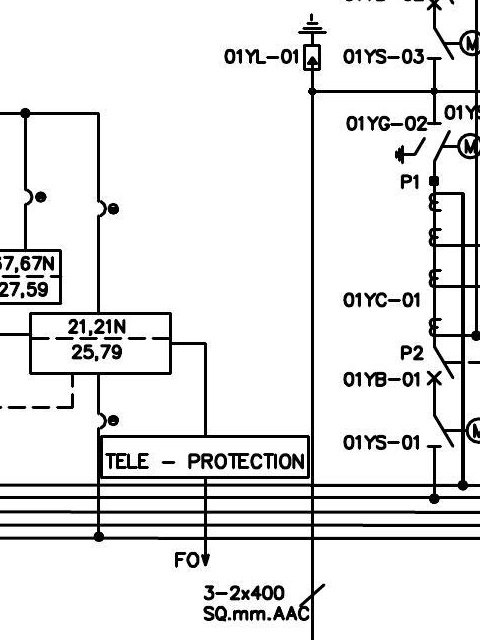 01YL-01
01YS-03
M
01YG-02
M
P1
67,67N
27,59
01YC-01
21,21N
25,79
P2
01YB-01
M
01YS-01
TELE - PROTECTION
FO
3-2x400
SQ.mm.AAC